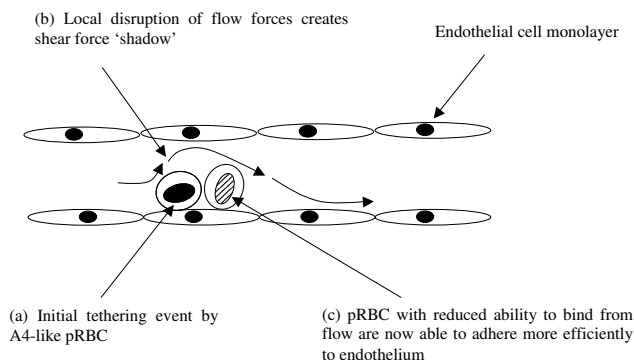 (b) Local disruption of flow forces creates
shear force ‘shadow’
Endothelial cell monolayer
(a) Initial tethering event by
A4-like pRBC
(c) pRBC with reduced ability to bind from
flow are now able to adhere more efficiently
to endothelium